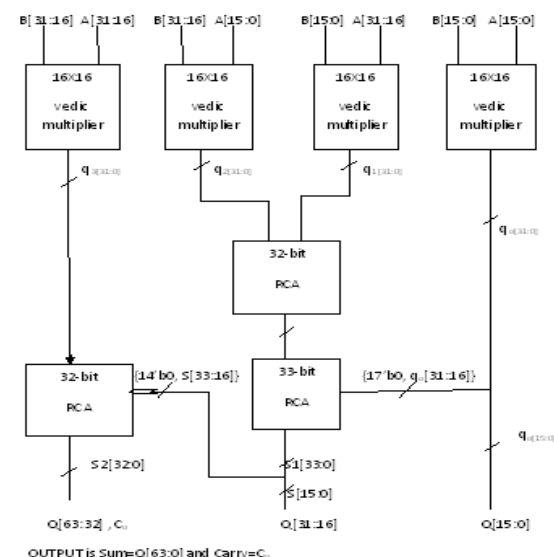 B[31:16] A[31:16] B[31:16] A[15:0] B[15:0] A[31:16] B[15:0] A[15:0]
16X16
vedic
multiplier
16X16
vedic
multiplier
16X16
vedic
multiplier
16X16
vedic
multiplier
q3[31:0]
q2[31:0]
q1[31:0]
q0[31:0]
32-bit
RCA
32-bit
RCA
{14'b0, S[33:16]}
33-bit
RCA
{17'b0, q0[31:16]}
q0[15:0]
S2[32:0]
S1[33:0]
S[15:0]
Q[63:32] , C0
Q[31:16]
Q[15:0]
OUTPUT is Sum=Q[63:0] and Carry=C0